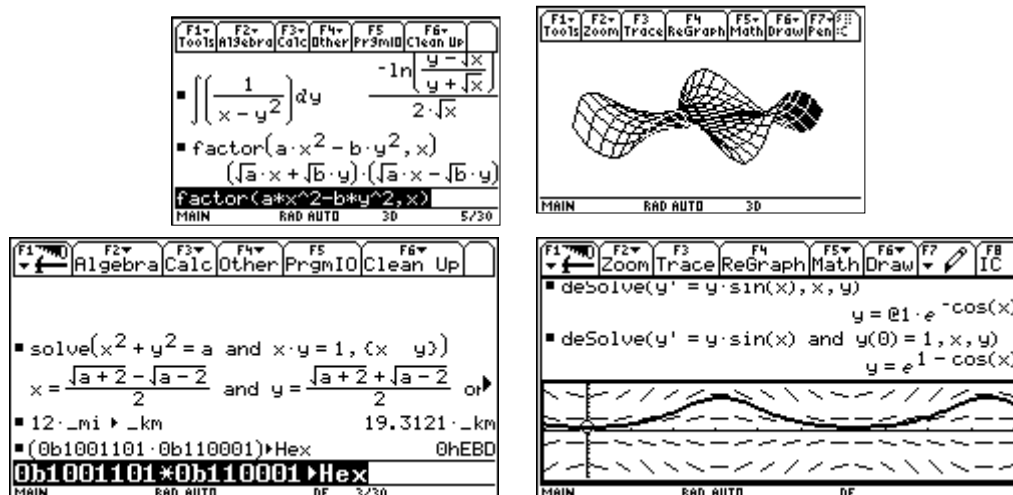 F1▾ F2▾ F3▾ F4▾ F5 F6▾
Tools Algebra Calc Other PrgmIO Clean Up
▪ ∫(1/(x - y²))dy -ln((y - √x)/(y + √x))/(2·√x)
▪ factor(a·x² - b·y², x)
(√a·x + √b·y)·(√a·x - √b·y)
factor(a*x^2-b*y^2,x)
MAIN RAD AUTO 3D 5/30
F1▾ F2▾ F3 F4 F5▾ F6▾ F7▾
Tools Zoom Trace ReGraph Math Draw Pen :C
MAIN RAD AUTO 3D
F1 F2▾ F3▾ F4▾ F5 F6▾
Algebra Calc Other PrgmIO Clean Up
▪ solve(x² + y² = a and x·y = 1, {x y})
x = (√(a + 2) - √(a - 2))/2 and y = (√(a + 2) + √(a - 2))/2 or▶
▪ 12·_mi ▶ _km 19.3121·_km
▪ (0b1001101·0b110001)▶Hex 0hEBD
0b1001101*0b110001▶Hex
MAIN RAD AUTO DE 3/30
F1 F2▾ F3 F4 F5▾ F6▾ F7 F8
Zoom Trace ReGraph Math Draw IC
▪ deSolve(y' = y·sin(x), x, y)
y = @1·e^-cos(x)
▪ deSolve(y' = y·sin(x) and y(0) = 1, x, y)
y = e^1 - cos(x)
MAIN RAD AUTO DE